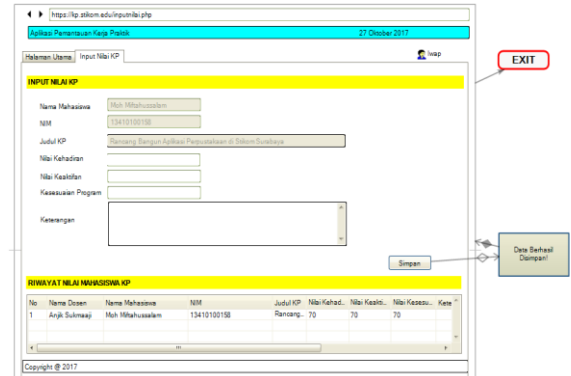 https://kp.stikom.edu/inputnilai.php
Aplikasi Pemantauan Kerja Praktik 27 Oktober 2017
Halaman Utama Input Nilai KP Iwap
EXIT
INPUT NILAI KP
Nama Mahasiswa Moh Miftahussalam
NIM 13410100158
Judul KP Rancang Bangun Aplikasi Perpustakaan di Stikom Surabaya
Nilai Kehadiran
Nilai Keaktifan
Kesesuaian Program
Keterangan
Data Berhasil
Disimpan!
Simpan
RIWAYAT NILAI MAHASISWA KP
No Nama Dosen Nama Mahasiswa NIM Judul KP Nilai Kehad.. Nilai Keakti.. Nilai Kesesu.. Kete
1 Anjik Sukmaaji Moh Miftahussalam 13410100158 Rancang.. 70 70 70
Copyright @ 2017